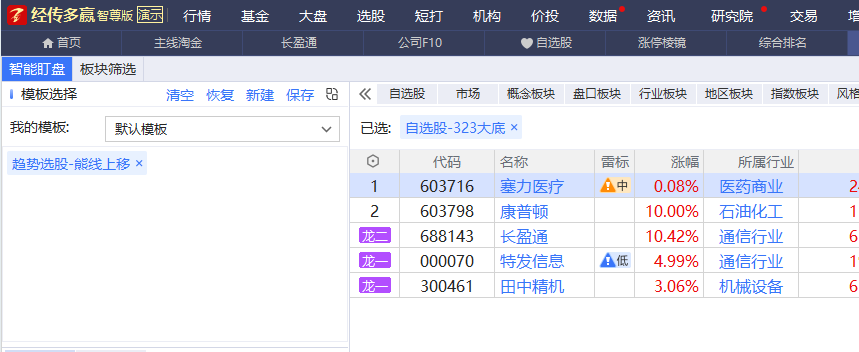 经传多赢 智尊版 演示 行情 基金 大盘 选股 短打 机构 价投 数据 资讯 研究院 交易
首页 主线淘金 长盈通 公司F10 自选股 涨停棱镜 综合排名
智能盯盘 板块筛选
模板选择 清空 恢复 新建 保存
我的模板: 默认模板
趋势选股-能线上移 ×
自选股 市场 概念板块 盘口板块 行业板块 地区板块 指数板块 风格
已选: 自选股-323大底 ×
代码 名称 雷标 涨幅 所属行业
1 603716 塞力医疗 中 0.08% 医药商业 2
2 603798 康普顿 10.00% 石油化工 1
龙二 688143 长盈通 10.42% 通信行业 6
龙一 000070 特发信息 低 4.99% 通信行业 1
龙一 300461 田中精机 3.06% 机械设备 6